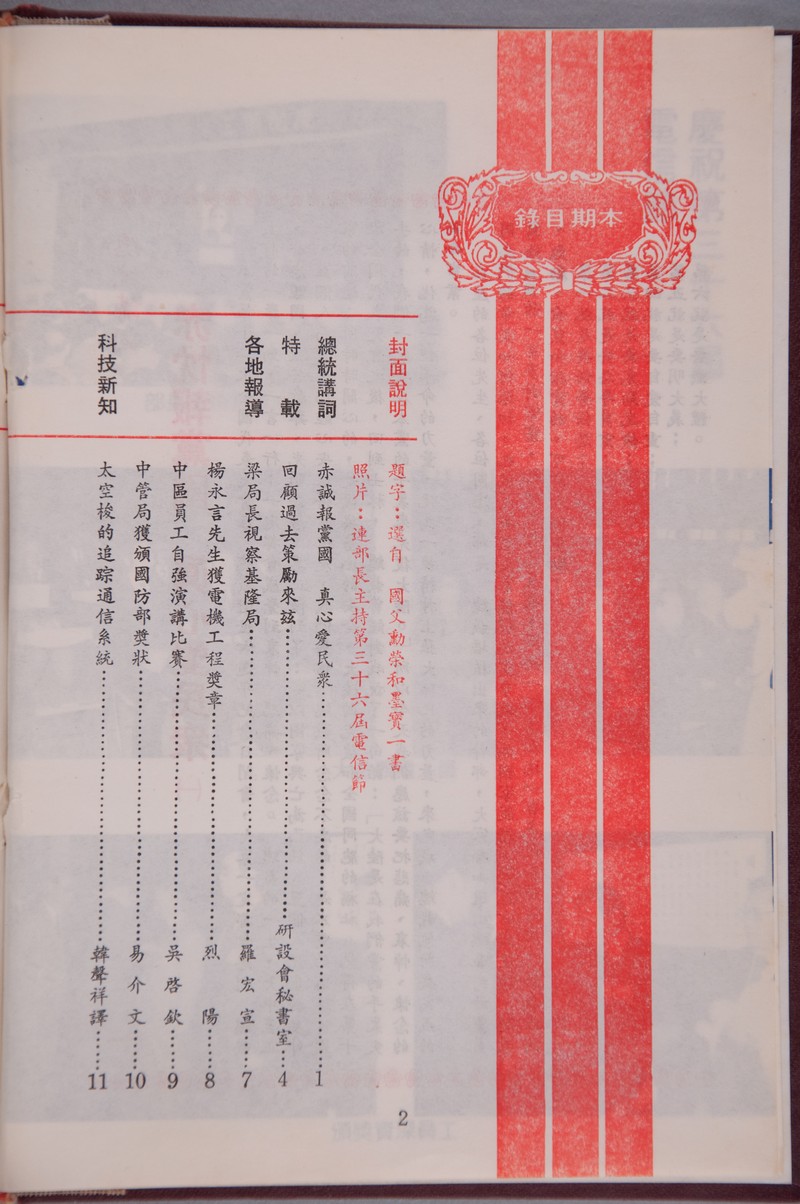 本期目錄
封面說明
題字：選自　國父勳榮和墨寶一書
照片：連部長主持第三十六屆電信節
總統講詞
赤誠報黨國　真心愛民衆…………1
特　載
回顧過去策勵來玆…………研設會秘書室…4
各地報導
梁局長視察基隆局…………羅宏宣…7
楊永言先生獲電機工程獎章…………烈　陽…8
中區員工自強演講比賽…………吳啓欽…9
中管局獲頒國防部獎狀…………易介文…10
科技新知
太空梭的追踪通信系統…………韓聲祥譯…11
2